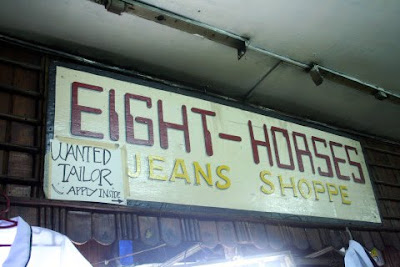 EIGHT-HORSES
JEANS SHOPPE
WANTED
TAILOR
APPLY INSIDE